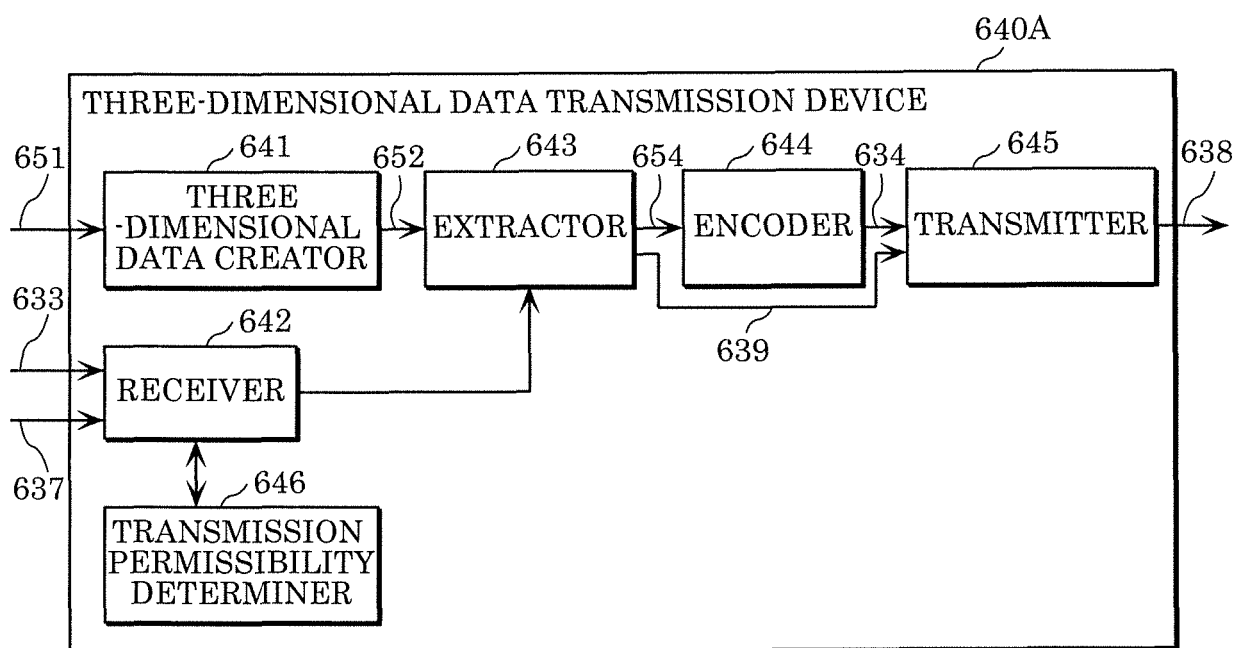 640A
THREE-DIMENSIONAL DATA TRANSMISSION DEVICE
651
641
652
643
654
644
634
645
638
THREE
-DIMENSIONAL
DATA CREATOR
EXTRACTOR
ENCODER
TRANSMITTER
633
642
639
RECEIVER
637
646
TRANSMISSION
PERMISSIBILITY
DETERMINER